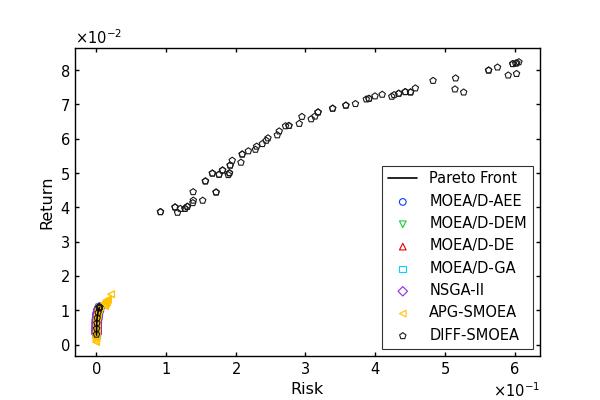 ×10⁻²
8
7
6
5
4
3
2
1
0
Return
0 1 2 3 4 5 6
Risk
×10⁻¹
Pareto Front
MOEA/D-AEE
MOEA/D-DEM
MOEA/D-DE
MOEA/D-GA
NSGA-II
APG-SMOEA
DIFF-SMOEA